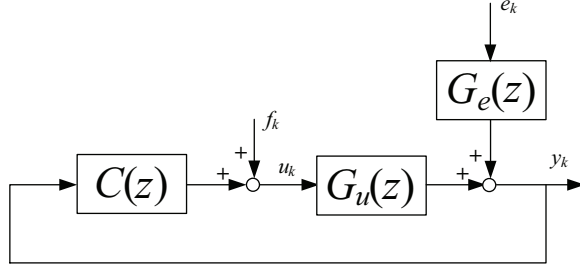 e_k
G_e(z)
f_k
+
C(z)
+
u_k
G_u(z)
+
+
y_k